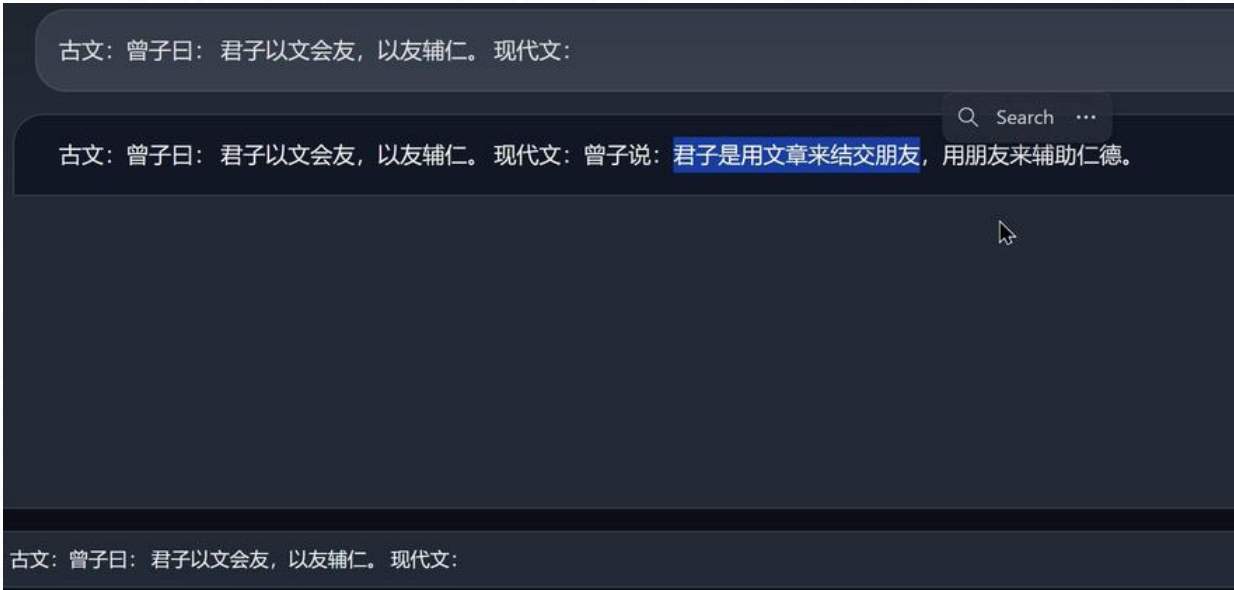 古文：曾子曰： 君子以文会友，以友辅仁。 现代文：
Search ···
古文：曾子曰： 君子以文会友，以友辅仁。 现代文：曾子说：君子是用文章来结交朋友，用朋友来辅助仁德。
古文：曾子曰： 君子以文会友，以友辅仁。 现代文：